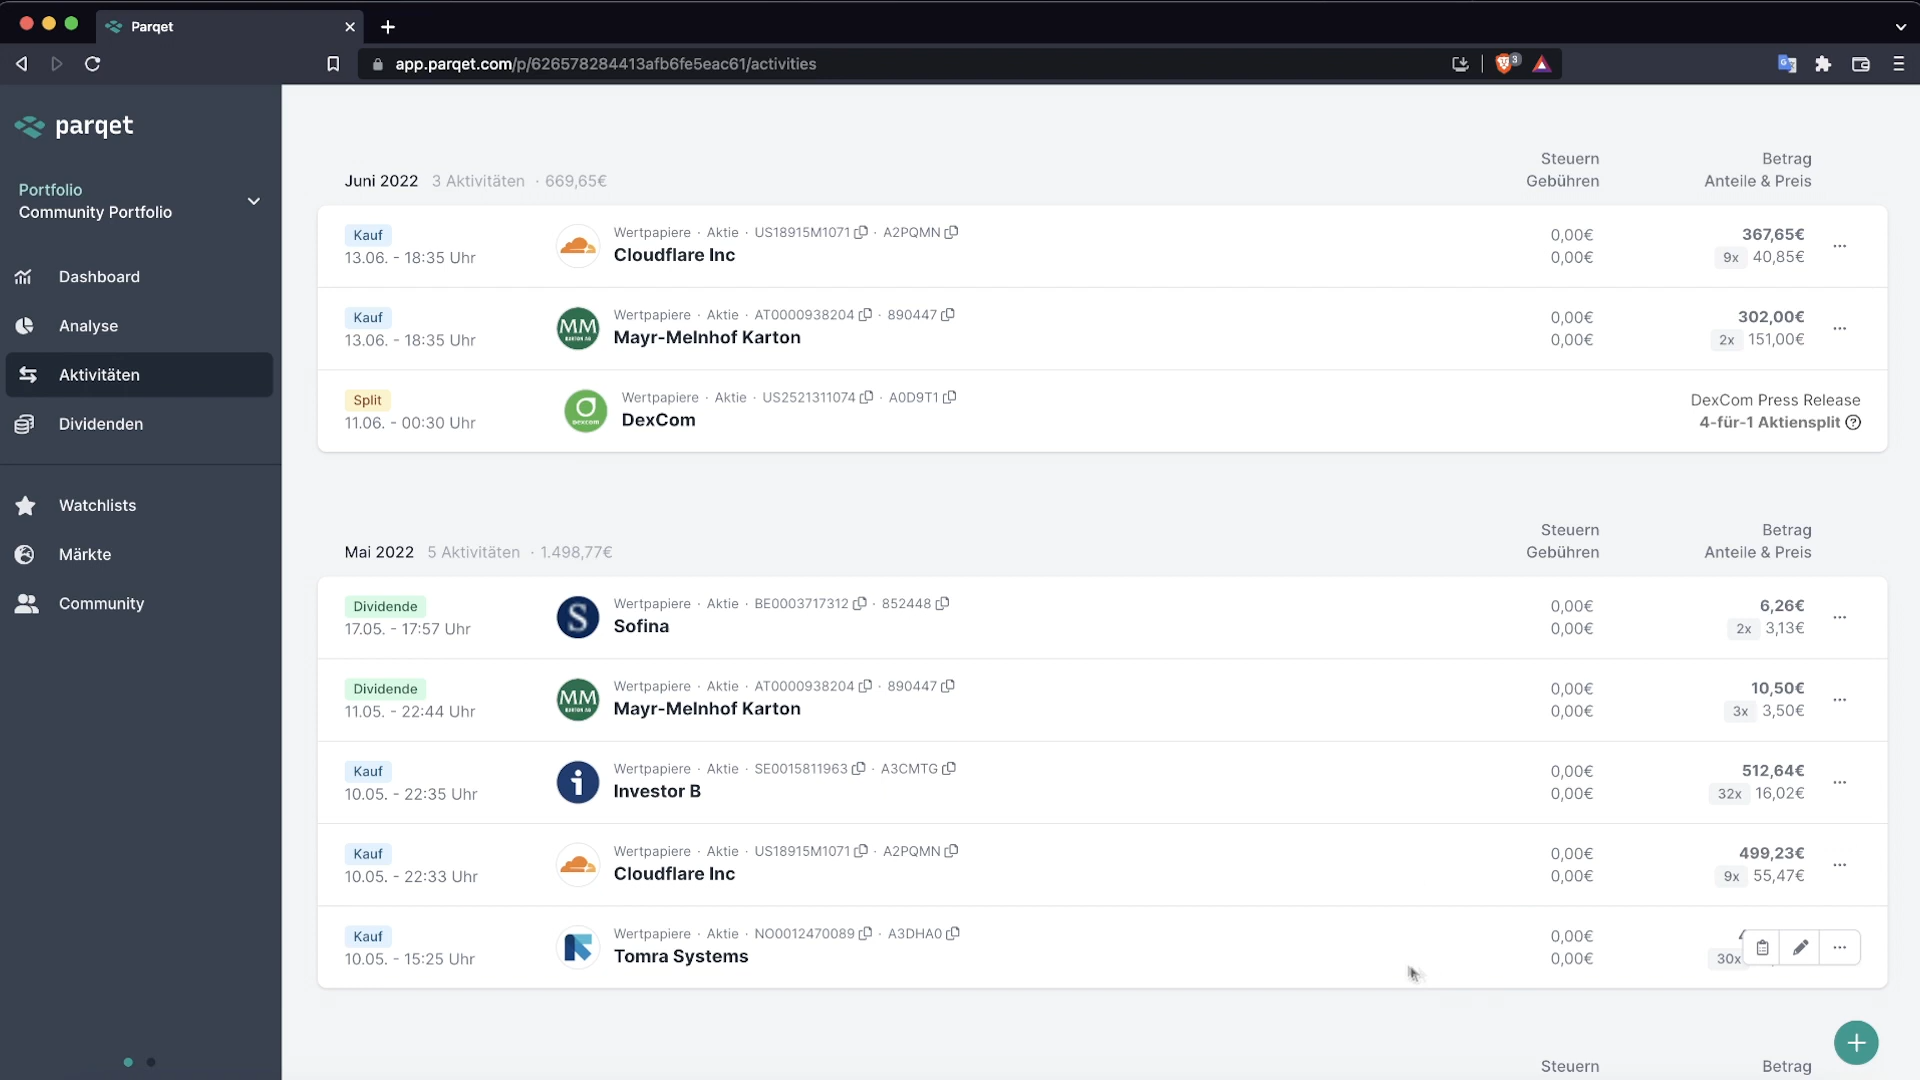 Parqet
app.parqet.com/p/626578284413afb6fe5eac61/activities
3
parqet
Portfolio
Community Portfolio
Dashboard
Analyse
Aktivitäten
Dividenden
Watchlists
Märkte
Community
Juni 2022 3 Aktivitäten · 669,65€
Steuern
Gebühren
Betrag
Anteile & Preis
Kauf
13.06. - 18:35 Uhr
Wertpapiere · Aktie · US18915M1071 · A2PQMN
Cloudflare Inc
0,00€
0,00€
367,65€
9x 40,85€
Kauf
13.06. - 18:35 Uhr
MM
KARTON AG
Wertpapiere · Aktie · AT0000938204 · 890447
Mayr-Melnhof Karton
0,00€
0,00€
302,00€
2x 151,00€
Split
11.06. - 00:30 Uhr
DEXCOM
Wertpapiere · Aktie · US2521311074 · A0D9T1
DexCom
DexCom Press Release
4-für-1 Aktiensplit
Mai 2022 5 Aktivitäten · 1.498,77€
Steuern
Gebühren
Betrag
Anteile & Preis
Dividende
17.05. - 17:57 Uhr
S
Wertpapiere · Aktie · BE0003717312 · 852448
Sofina
0,00€
0,00€
6,26€
2x 3,13€
Dividende
11.05. - 22:44 Uhr
MM
KARTON AG
Wertpapiere · Aktie · AT0000938204 · 890447
Mayr-Melnhof Karton
0,00€
0,00€
10,50€
3x 3,50€
Kauf
10.05. - 22:35 Uhr
i
Wertpapiere · Aktie · SE0015811963 · A3CMTG
Investor B
0,00€
0,00€
512,64€
32x 16,02€
Kauf
10.05. - 22:33 Uhr
Wertpapiere · Aktie · US18915M1071 · A2PQMN
Cloudflare Inc
0,00€
0,00€
499,23€
9x 55,47€
Kauf
10.05. - 15:25 Uhr
Wertpapiere · Aktie · NO0012470089 · A3DHA0
Tomra Systems
0,00€
0,00€
30x
Steuern
Betrag